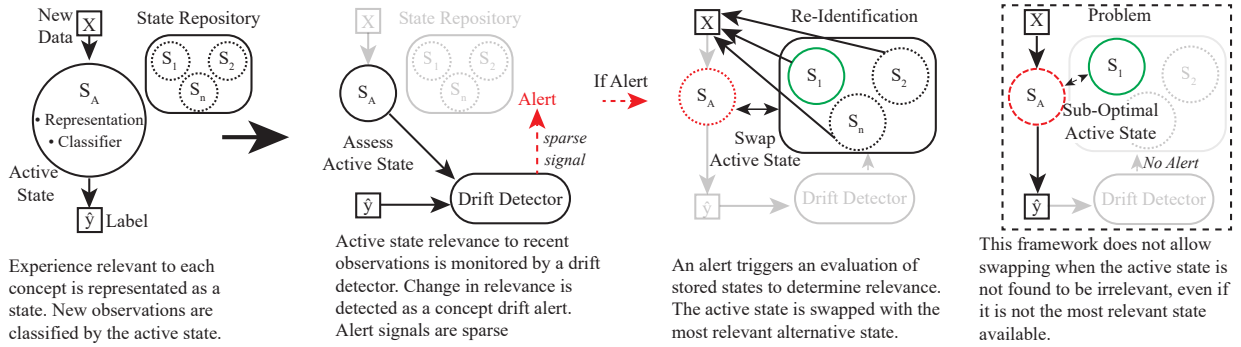 New
Data
X
State Repository
S1
S2
Sn
SA
• Representation
• Classifier
Active
State
ŷ
Label
Experience relevant to each
concept is representated as a
state. New observations are
classified by the active state.
X
State Repository
S1
S2
Sn
SA
Alert
Assess
Active State
sparse
signal
ŷ
Drift Detector
Active state relevance to recent
observations is monitored by a drift
detector. Change in relevance is
detected as a concept drift alert.
Alert signals are sparse
If Alert
X
Re-Identification
S1
S2
Sn
SA
Swap
Active State
ŷ
Drift Detector
An alert triggers an evaluation of
stored states to determine relevance.
The active state is swapped with the
most relevant alternative state.
Problem
X
S1
S2
SA
Sub-Optimal
Active State
No Alert
ŷ
Drift Detector
This framework does not allow
swapping when the active state is
not found to be irrelevant, even if
it is not the most relevant state
available.